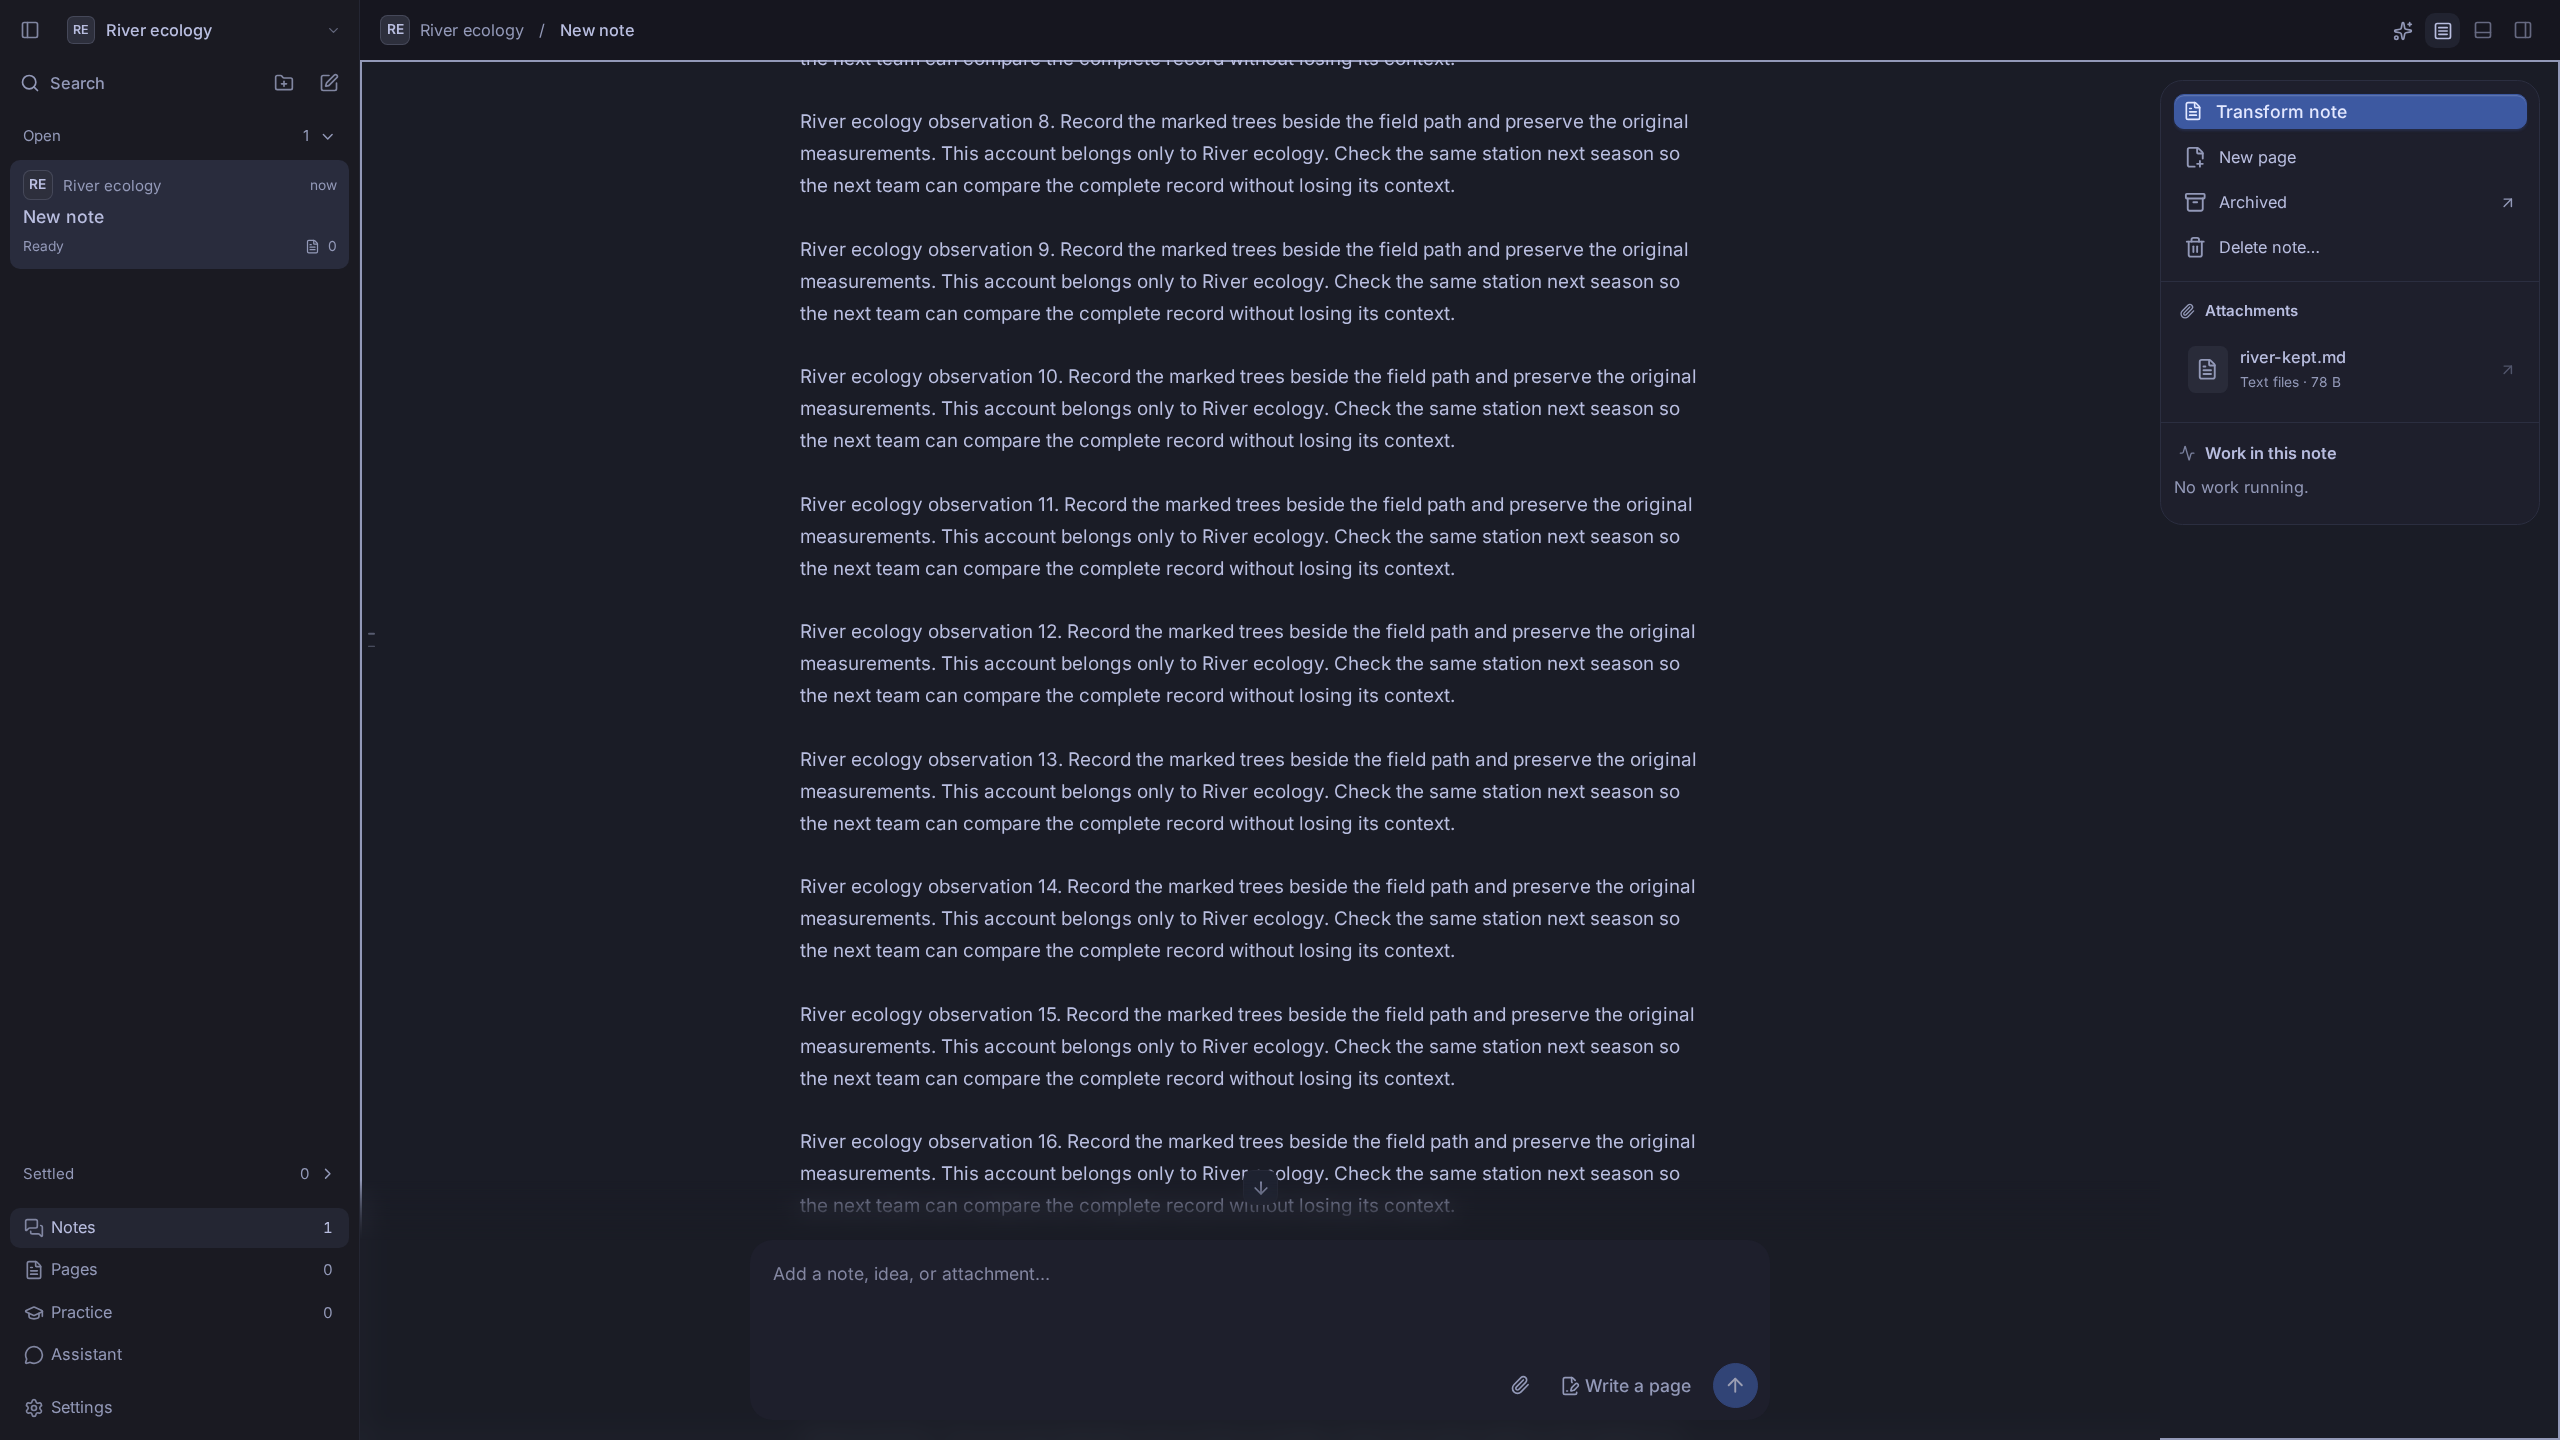 RE River ecology
Search
Open 1
RE River ecology now
New note
Ready 0
Settled 0
Notes 1
Pages 0
Practice 0
Assistant
Settings
RE River ecology / New note
the next team can compare the complete record without losing its context.
River ecology observation 8. Record the marked trees beside the field path and preserve the original
measurements. This account belongs only to River ecology. Check the same station next season so
the next team can compare the complete record without losing its context.
River ecology observation 9. Record the marked trees beside the field path and preserve the original
measurements. This account belongs only to River ecology. Check the same station next season so
the next team can compare the complete record without losing its context.
River ecology observation 10. Record the marked trees beside the field path and preserve the original
measurements. This account belongs only to River ecology. Check the same station next season so
the next team can compare the complete record without losing its context.
River ecology observation 11. Record the marked trees beside the field path and preserve the original
measurements. This account belongs only to River ecology. Check the same station next season so
the next team can compare the complete record without losing its context.
River ecology observation 12. Record the marked trees beside the field path and preserve the original
measurements. This account belongs only to River ecology. Check the same station next season so
the next team can compare the complete record without losing its context.
River ecology observation 13. Record the marked trees beside the field path and preserve the original
measurements. This account belongs only to River ecology. Check the same station next season so
the next team can compare the complete record without losing its context.
River ecology observation 14. Record the marked trees beside the field path and preserve the original
measurements. This account belongs only to River ecology. Check the same station next season so
the next team can compare the complete record without losing its context.
River ecology observation 15. Record the marked trees beside the field path and preserve the original
measurements. This account belongs only to River ecology. Check the same station next season so
the next team can compare the complete record without losing its context.
River ecology observation 16. Record the marked trees beside the field path and preserve the original
measurements. This account belongs only to River ecology. Check the same station next season so
the next team can compare the complete record without losing its context.
Add a note, idea, or attachment...
Write a page
Transform note
New page
Archived
Delete note...
Attachments
river-kept.md
Text files · 78 B
Work in this note
No work running.